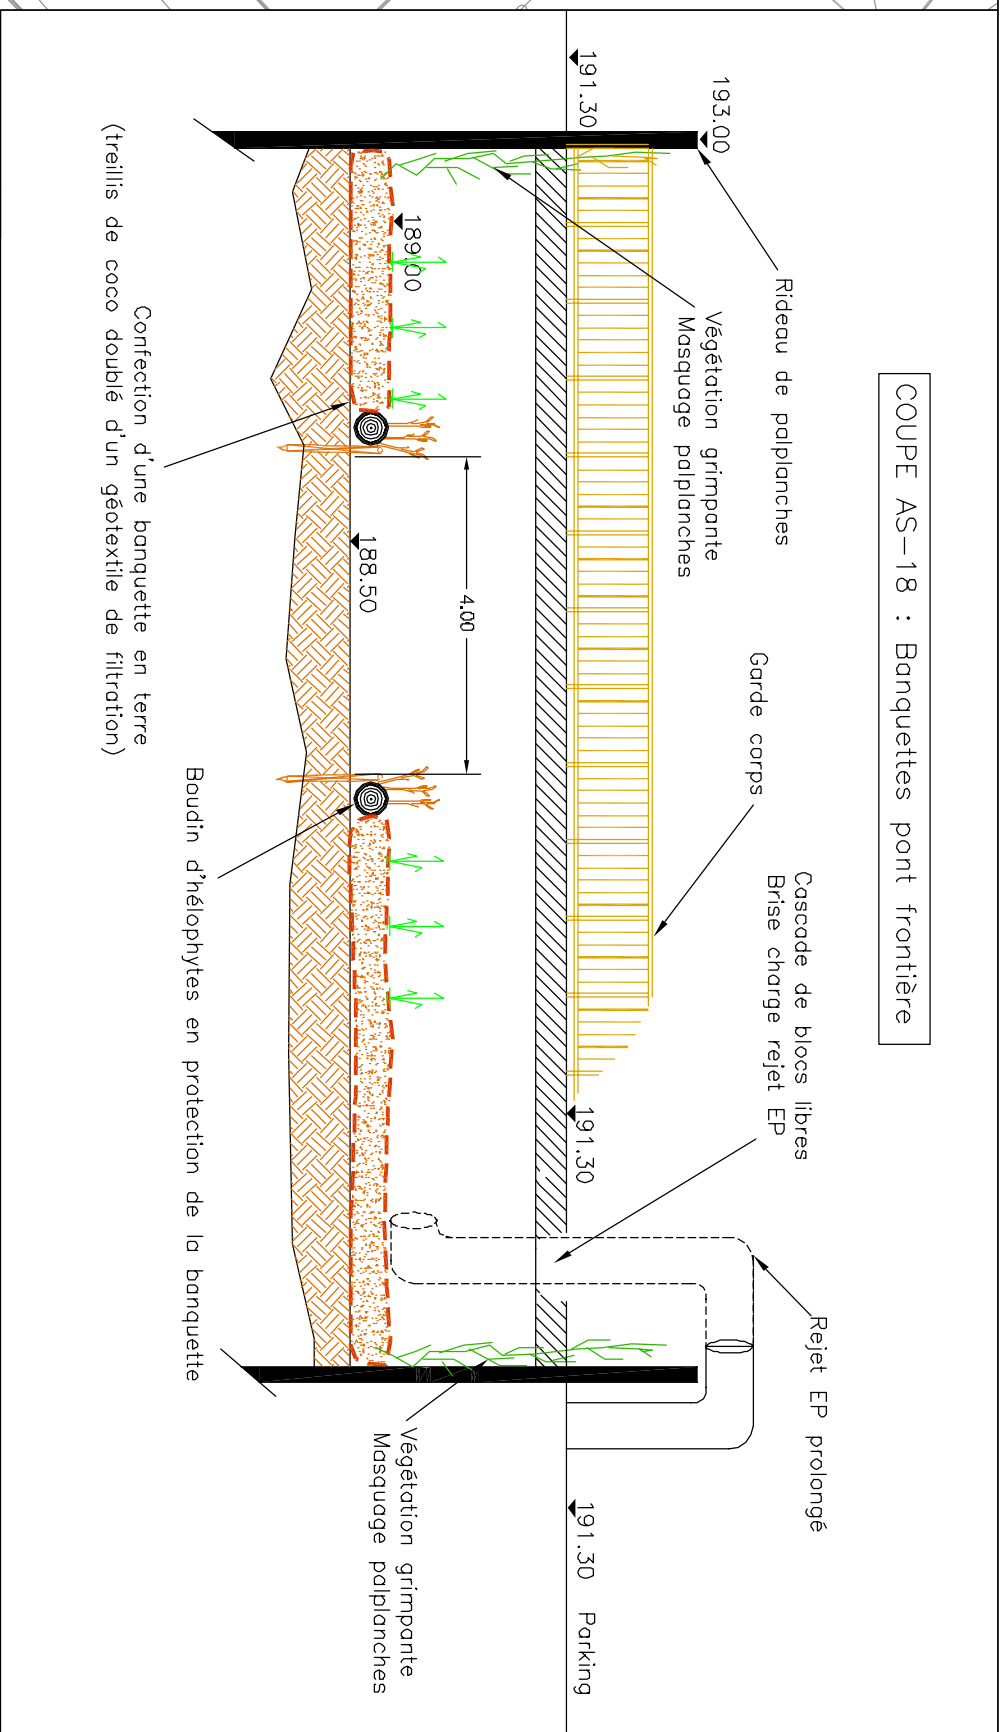 COUPE AS-18 : Banquettes pont frontière
193.00
191.30
Rideau de palplanches
Végétation grimpante
Masquage palplanches
Garde corps
Cascade de blocs libres
Brise charge rejet EP
Rejet EP prolongé
191.30
191.30 Parking
189.00
188.50
4.00
Végétation grimpante
Masquage palplanches
Boudin d'hélophytes en protection de la banquette
Confection d'une banquette en terre
(treillis de coco doublé d'un géotextile de filtration)